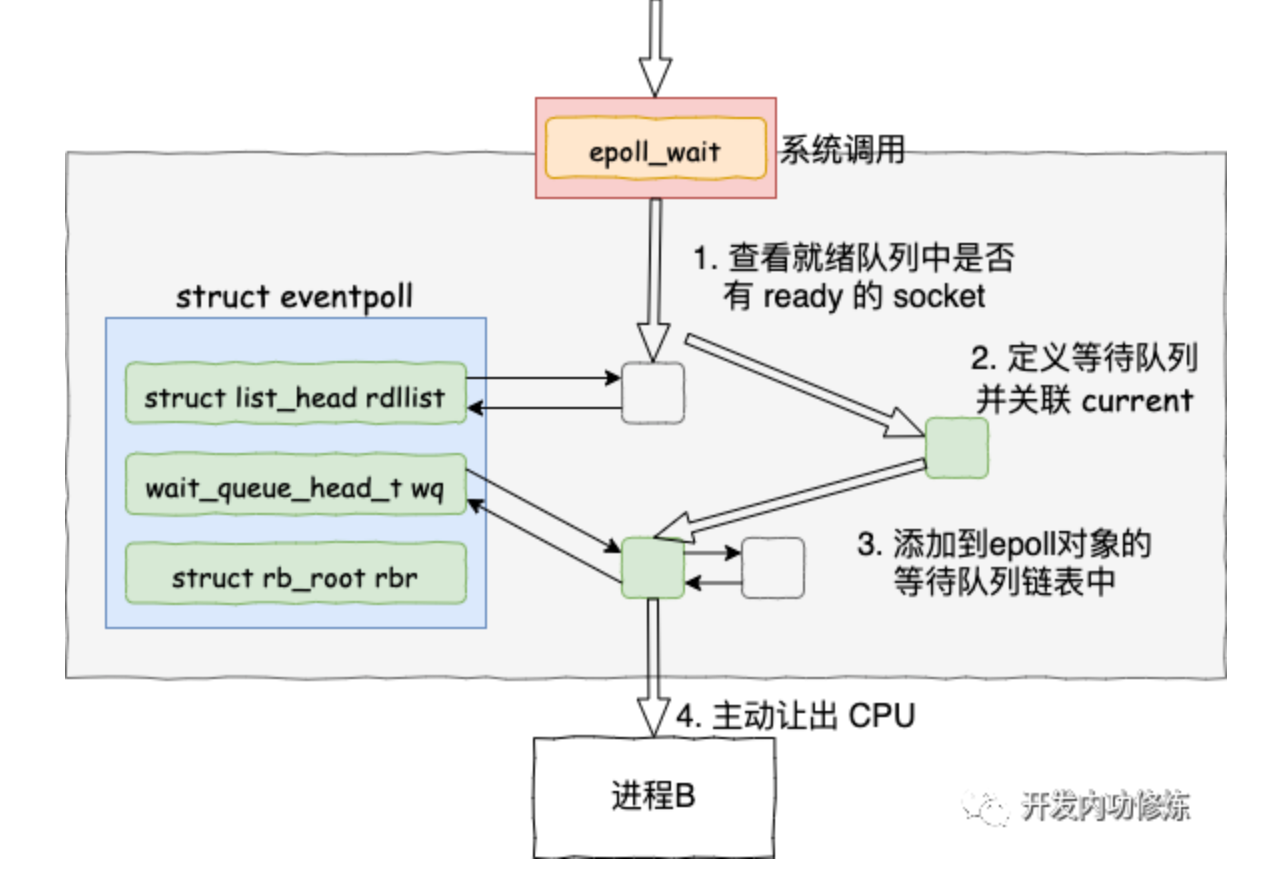 epoll_wait
系统调用
1. 查看就绪队列中是否
有 ready 的 socket
struct eventpoll
struct list_head rdllist
2. 定义等待队列
并关联 current
wait_queue_head_t wq
3. 添加到epoll对象的
等待队列链表中
struct rb_root rbr
4. 主动让出 CPU
进程B
开发内功修炼